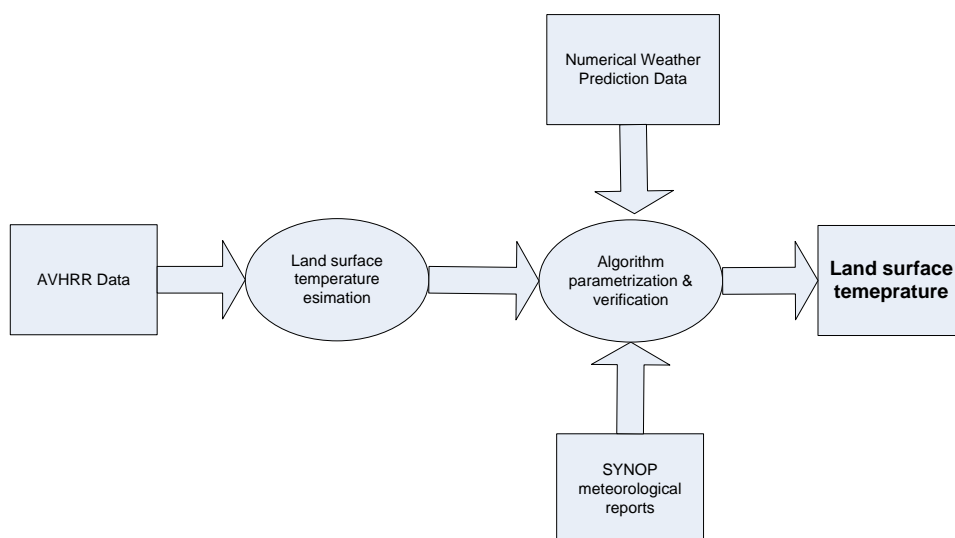 Numerical Weather
Prediction Data
AVHRR Data
Land surface
temperature
esimation
Algorithm
parametrization &
verification
Land surface
temeprature
SYNOP
meteorological
reports